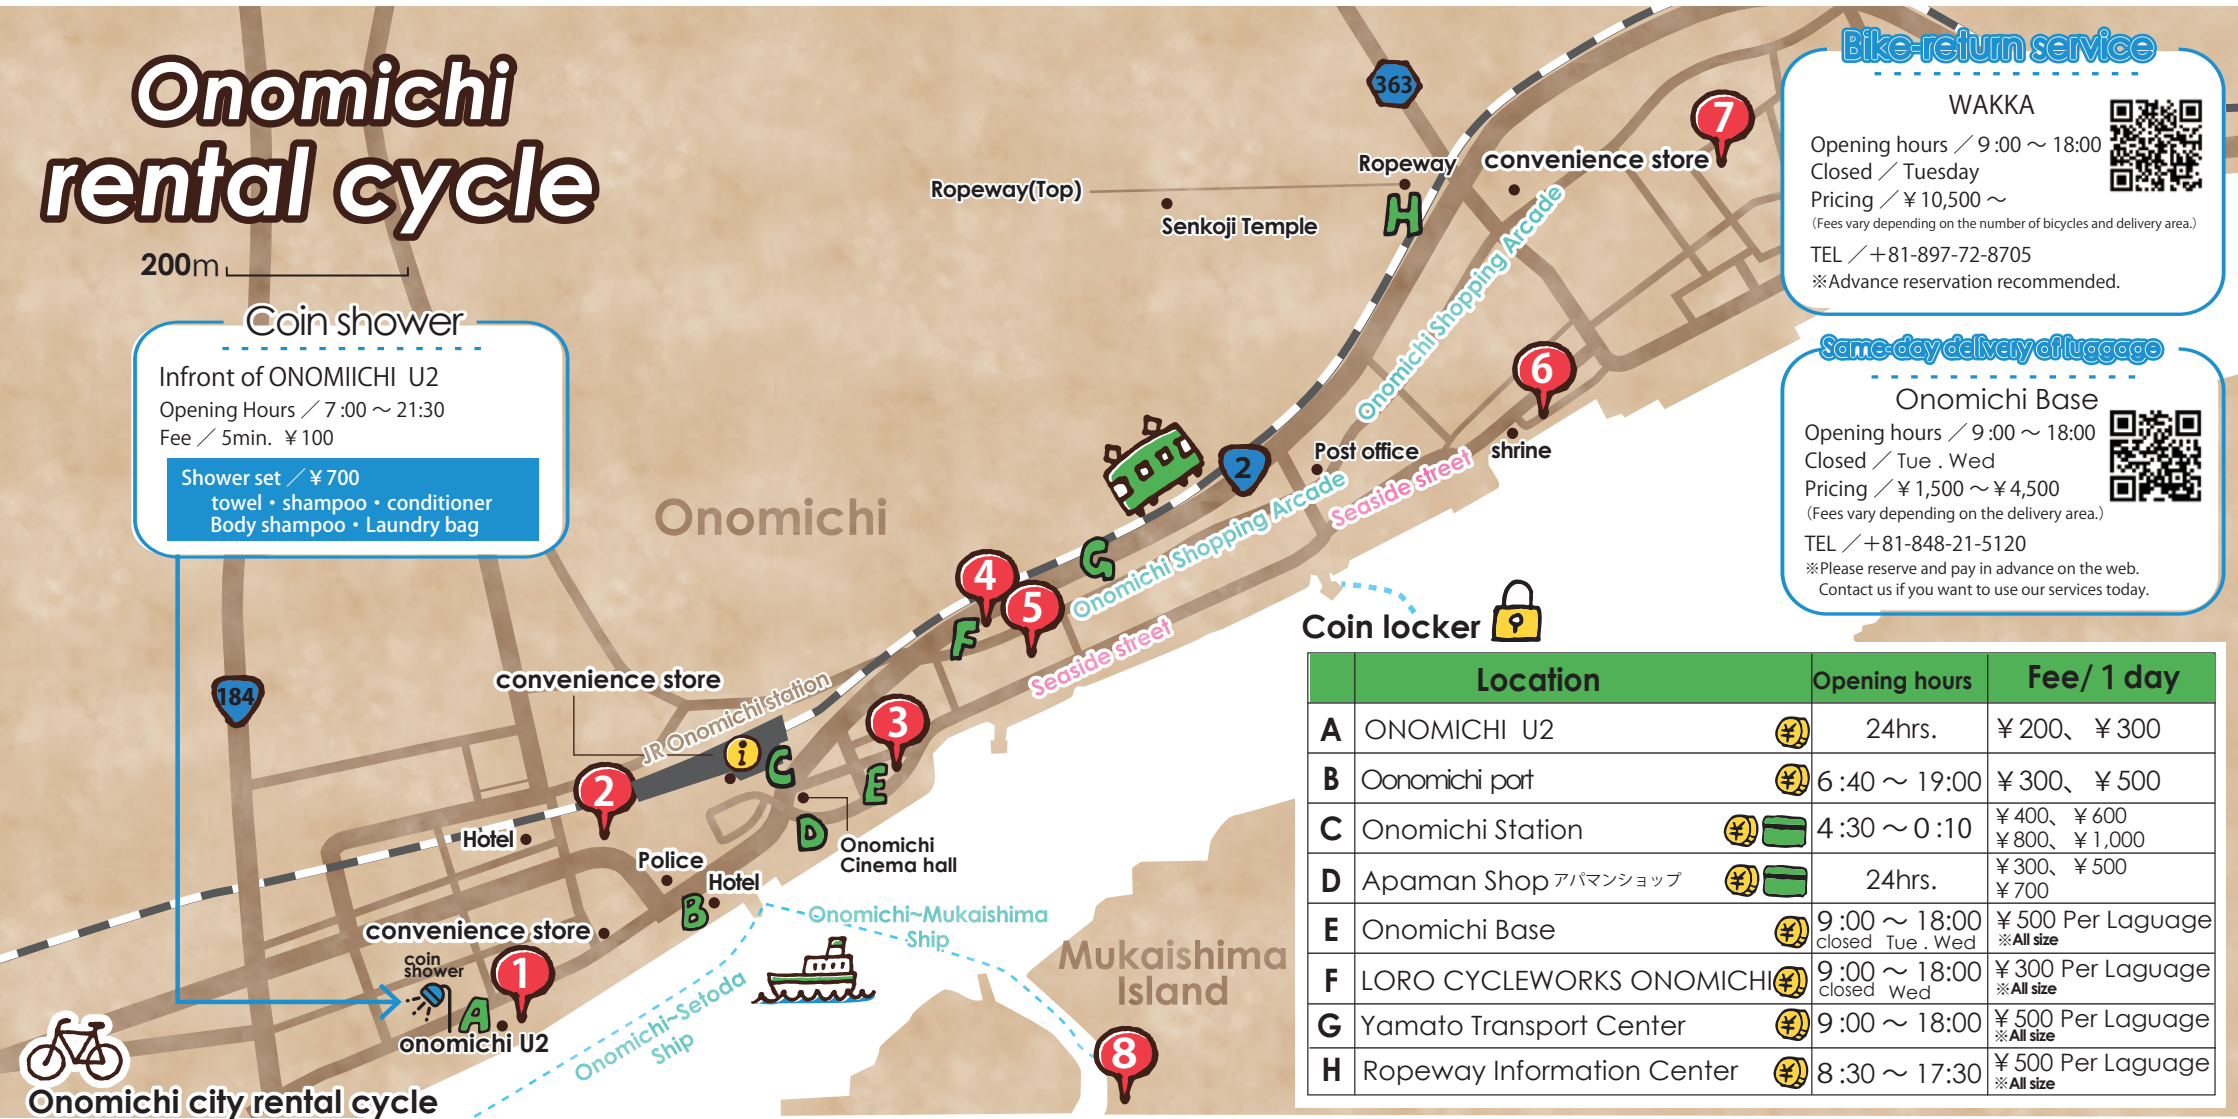 Onomichi
rental cycle
200m
Coin shower
Infront of ONOMIICHI U2
Opening Hours ／ 7:00 ～ 21:30
Fee ／ 5min. ￥100
Shower set ／￥700
towel・shampoo・conditioner
Body shampoo・Laundry bag
184
363
2
Ropeway(Top)
Ropeway
convenience store
Senkoji Temple
H
7
Onomichi Shopping Arcade
6
shrine
Post office
Seaside street
Onomichi
G
Onomichi Shopping Arcade
4
5
F
Seaside street
convenience store
JR Onomichi station
i
C
3
E
2
D
Onomichi
Cinema hall
Hotel
Police
Hotel
B
convenience store
coin
shower
1
A
onomichi U2
Onomichi city rental cycle
Onomichi~Mukaishima
Ship
Onomichi~Setoda
Ship
Mukaishima
Island
8
Bike-return service
WAKKA
Opening hours ／ 9:00 ～ 18:00
Closed ／ Tuesday
Pricing ／￥10,500 ～
（Fees vary depending on the number of bicycles and delivery area.）
TEL ／＋81-897-72-8705
※Advance reservation recommended.
Same-day delivery of luggage
Onomichi Base
Opening hours ／ 9:00 ～ 18:00
Closed ／ Tue . Wed
Pricing ／￥1,500 ～￥4,500
（Fees vary depending on the delivery area.）
TEL ／＋81-848-21-5120
※Please reserve and pay in advance on the web.
Contact us if you want to use our services today.
Coin locker
Location Opening hours Fee/ 1 day
A ONOMICHI U2 ¥ 24hrs. ￥200、 ￥300
B Oonomichi port ¥ 6:40 ～ 19:00 ￥300、 ￥500
C Onomichi Station ¥ 4:30 ～ 0:10 ￥400、 ￥600
￥800、 ￥1,000
D Apaman Shop アパマンショップ ¥ 24hrs. ￥300、 ￥500
￥700
E Onomichi Base ¥ 9:00 ～ 18:00 ￥500 Per Laguage
closed Tue . Wed ※All size
F LORO CYCLEWORKS ONOMICHI ¥ 9:00 ～ 18:00 ￥300 Per Laguage
closed Wed ※All size
G Yamato Transport Center ¥ 9:00 ～ 18:00 ￥500 Per Laguage
※All size
H Ropeway Information Center ¥ 8:30 ～ 17:30 ￥500 Per Laguage
※All size